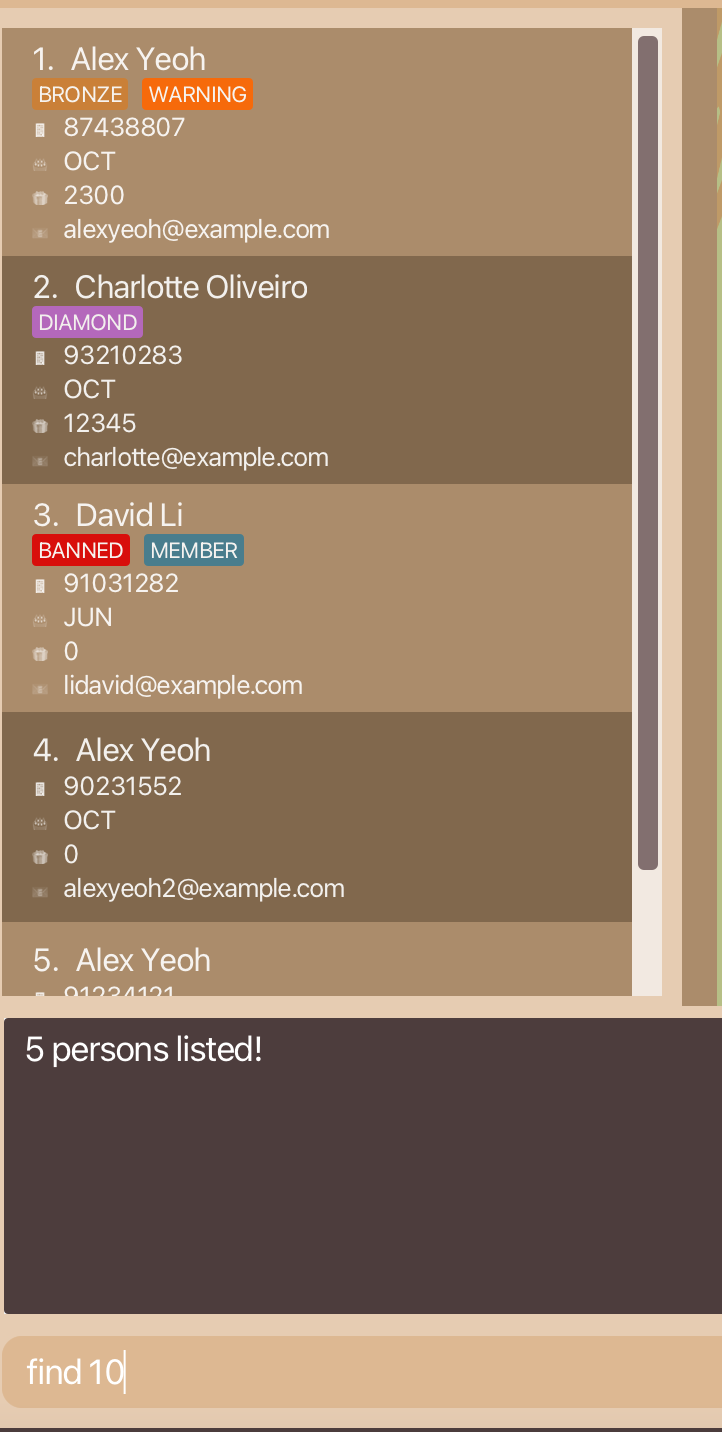 1. Alex Yeoh
BRONZE WARNING
87438807
OCT
2300
alexyeoh@example.com
2. Charlotte Oliveiro
DIAMOND
93210283
OCT
12345
charlotte@example.com
3. David Li
BANNED MEMBER
91031282
JUN
0
lidavid@example.com
4. Alex Yeoh
90231552
OCT
0
alexyeoh2@example.com
5. Alex Yeoh
91234121
5 persons listed!
find 10